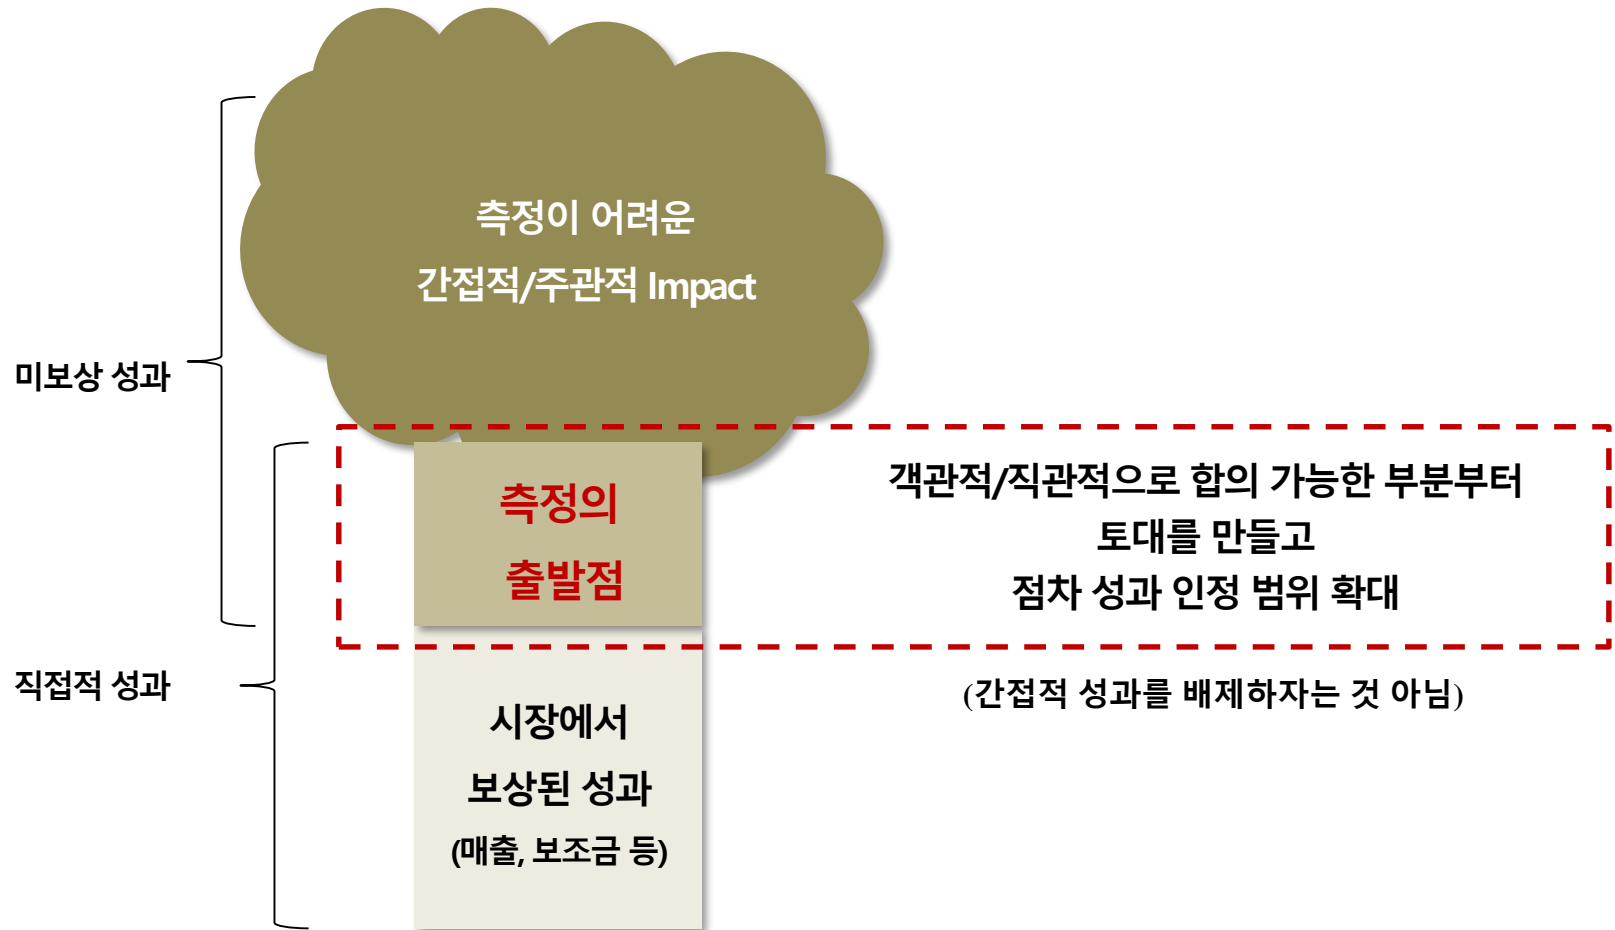 측정이 어려운
간접적/주관적 Impact
미보상 성과
측정의
출발점
객관적/직관적으로 합의 가능한 부분부터
토대를 만들고
점차 성과 인정 범위 확대
직접적 성과
(간접적 성과를 배제하자는 것 아님)
시장에서
보상된 성과
(매출, 보조금 등)